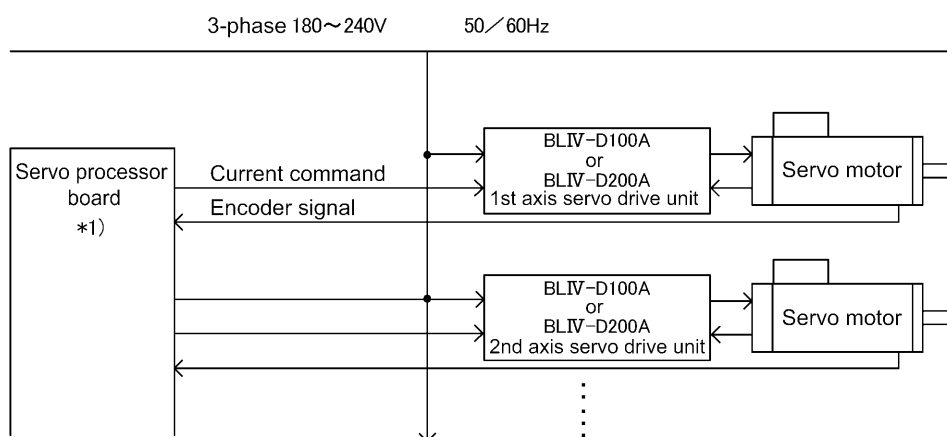 3-phase 180～240V 50／60Hz
Servo processor
board
*1)
Current command
Encoder signal
BLⅣ-D100A
or
BLⅣ-D200A
1st axis servo drive unit
Servo motor
BLⅣ-D100A
or
BLⅣ-D200A
2nd axis servo drive unit
Servo motor